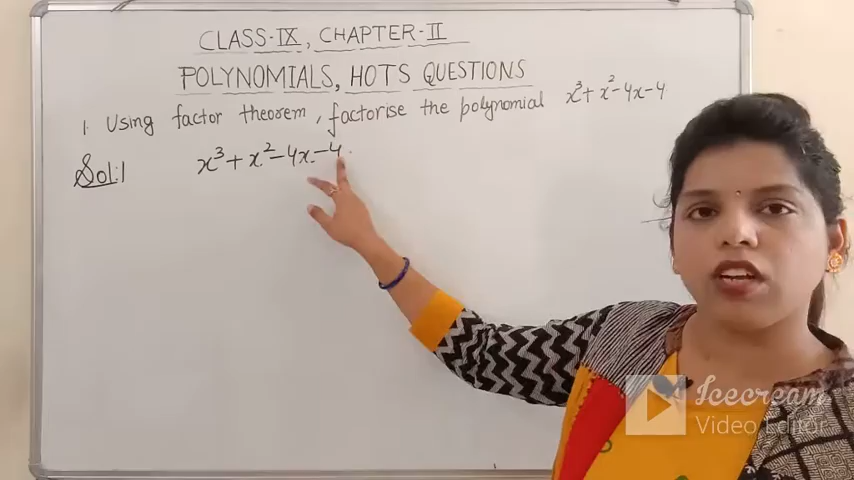 CLASS-IX, CHAPTER-II
POLYNOMIALS, HOTS QUESTIONS
1. Using factor theorem, factorise the polynomial x³+x²-4x-4
Sol:1 x³+x²-4x-4
Icecream
Video Editor